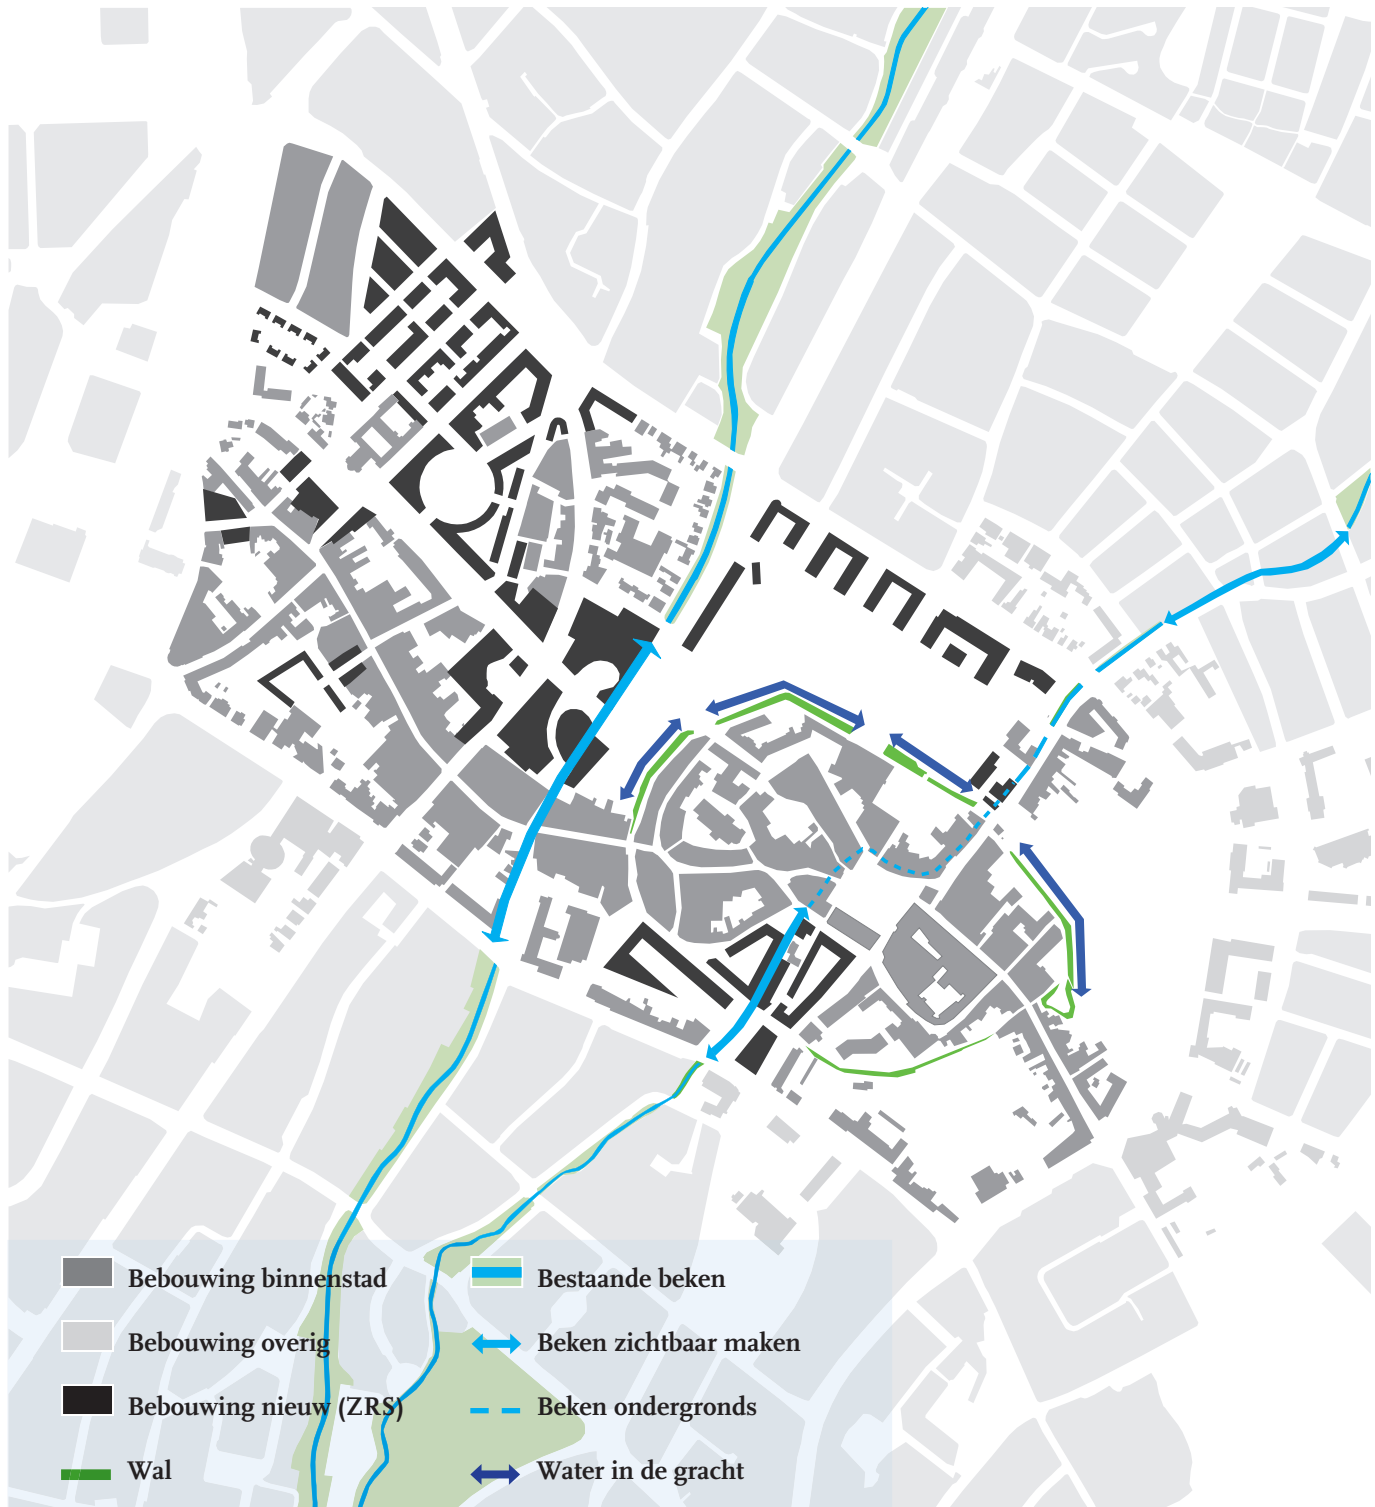 Bebouwing binnenstad
Bebouwing overig
Bebouwing nieuw (ZRS)
Wal
Bestaande beken
Beken zichtbaar maken
Beken ondergronds
Water in de gracht